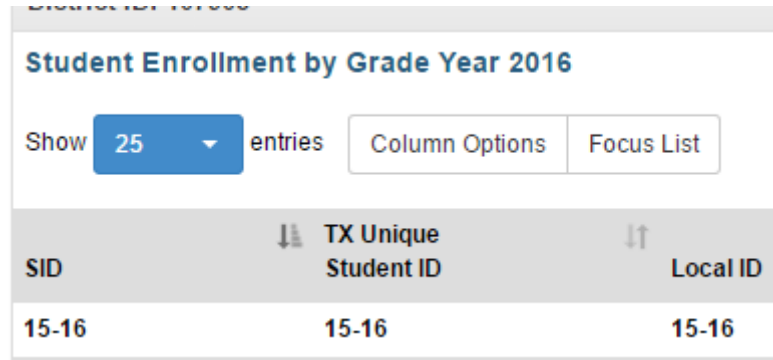 Student Enrollment by Grade Year 2016
Show 25 entries Column Options Focus List
TX Unique
SID Student ID Local ID
15-16 15-16 15-16